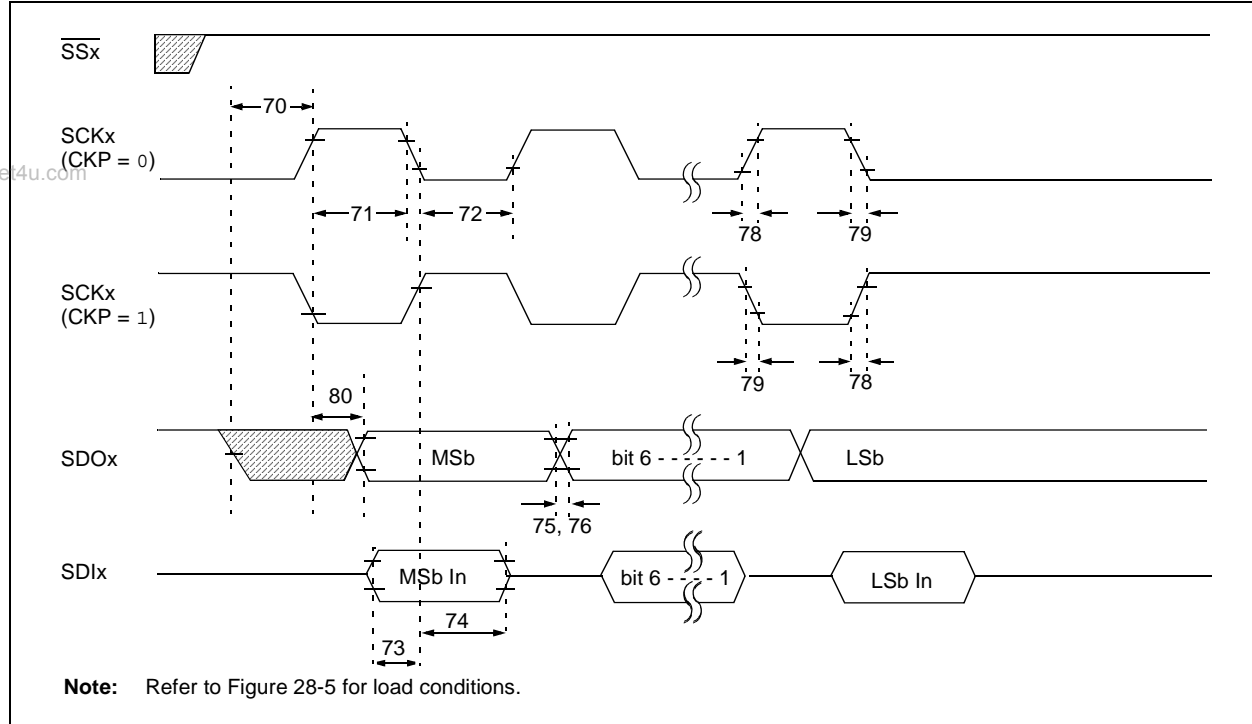 SSx
70
SCKx
(CKP = 0)
et4u.com
71
72
78
79
SCKx
(CKP = 1)
79
78
80
SDOx
MSb
bit 6 - - - - - - 1
LSb
75, 76
SDIx
MSb In
bit 6 - - - - 1
LSb In
74
73
Note: Refer to Figure 28-5 for load conditions.